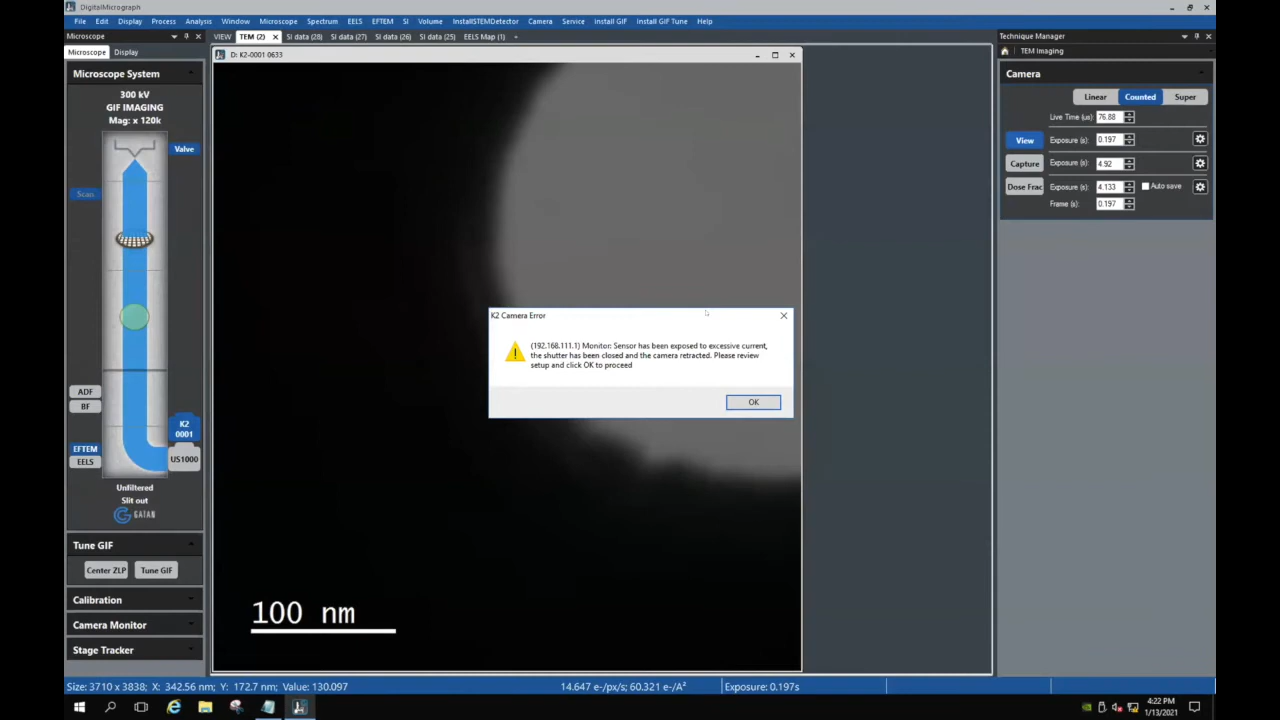 DigitalMicrograph
File Edit Display Process Analysis Window Microscope Spectrum EELS EFTEM SI Volume InstallSTEMDetector Camera Service Install GIF Install GIF Tune Help
Microscope
VIEW TEM (2) SI data (28) SI data (27) SI data (26) SI data (25) EELS Map (1)
Technique Manager
Microscope Display
TEM Imaging
D: K2-0001 0633
Microscope System
300 kV
GIF IMAGING
Mag: x 120k
Valve
Scan
ADF
BF
K2
0001
EFTEM
EELS
US1000
Unfiltered
Slit out
GATAN
Tune GIF
Center ZLP Tune GIF
Calibration
Camera Monitor
Stage Tracker
K2 Camera Error
(192.168.111.1) Monitor: Sensor has been exposed to excessive current,
the shutter has been closed and the camera retracted. Please review
setup and click OK to proceed
OK
100 nm
Camera
Linear Counted Super
Live Time (us): 76.88
View Exposure (s): 0.197
Capture Exposure (s): 4.92
Dose Frac Exposure (s): 4.133 Auto save
Frame (s): 0.197
Size: 3710 x 3838; X: 342.56 nm; Y: 172.7 nm; Value: 130.097 14.647 e-/px/s; 60.321 e-/A² Exposure: 0.197s
4:22 PM
1/13/2021